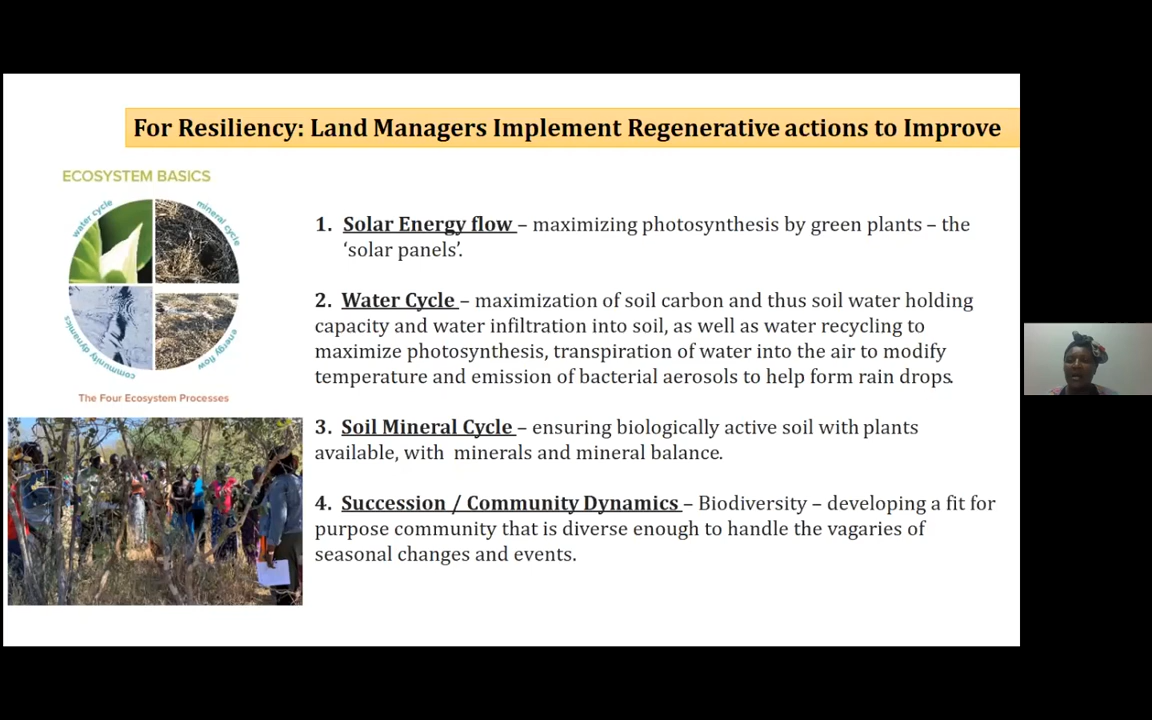 For Resiliency: Land Managers Implement Regenerative actions to Improve
ECOSYSTEM BASICS
water cycle
mineral cycle
community dynamics
energy flow
The Four Ecosystem Processes
1. Solar Energy flow – maximizing photosynthesis by green plants – the
‘solar panels’.
2. Water Cycle – maximization of soil carbon and thus soil water holding
capacity and water infiltration into soil, as well as water recycling to
maximize photosynthesis, transpiration of water into the air to modify
temperature and emission of bacterial aerosols to help form rain drops.
3. Soil Mineral Cycle – ensuring biologically active soil with plants
available, with minerals and mineral balance.
4. Succession / Community Dynamics – Biodiversity – developing a fit for
purpose community that is diverse enough to handle the vagaries of
seasonal changes and events.